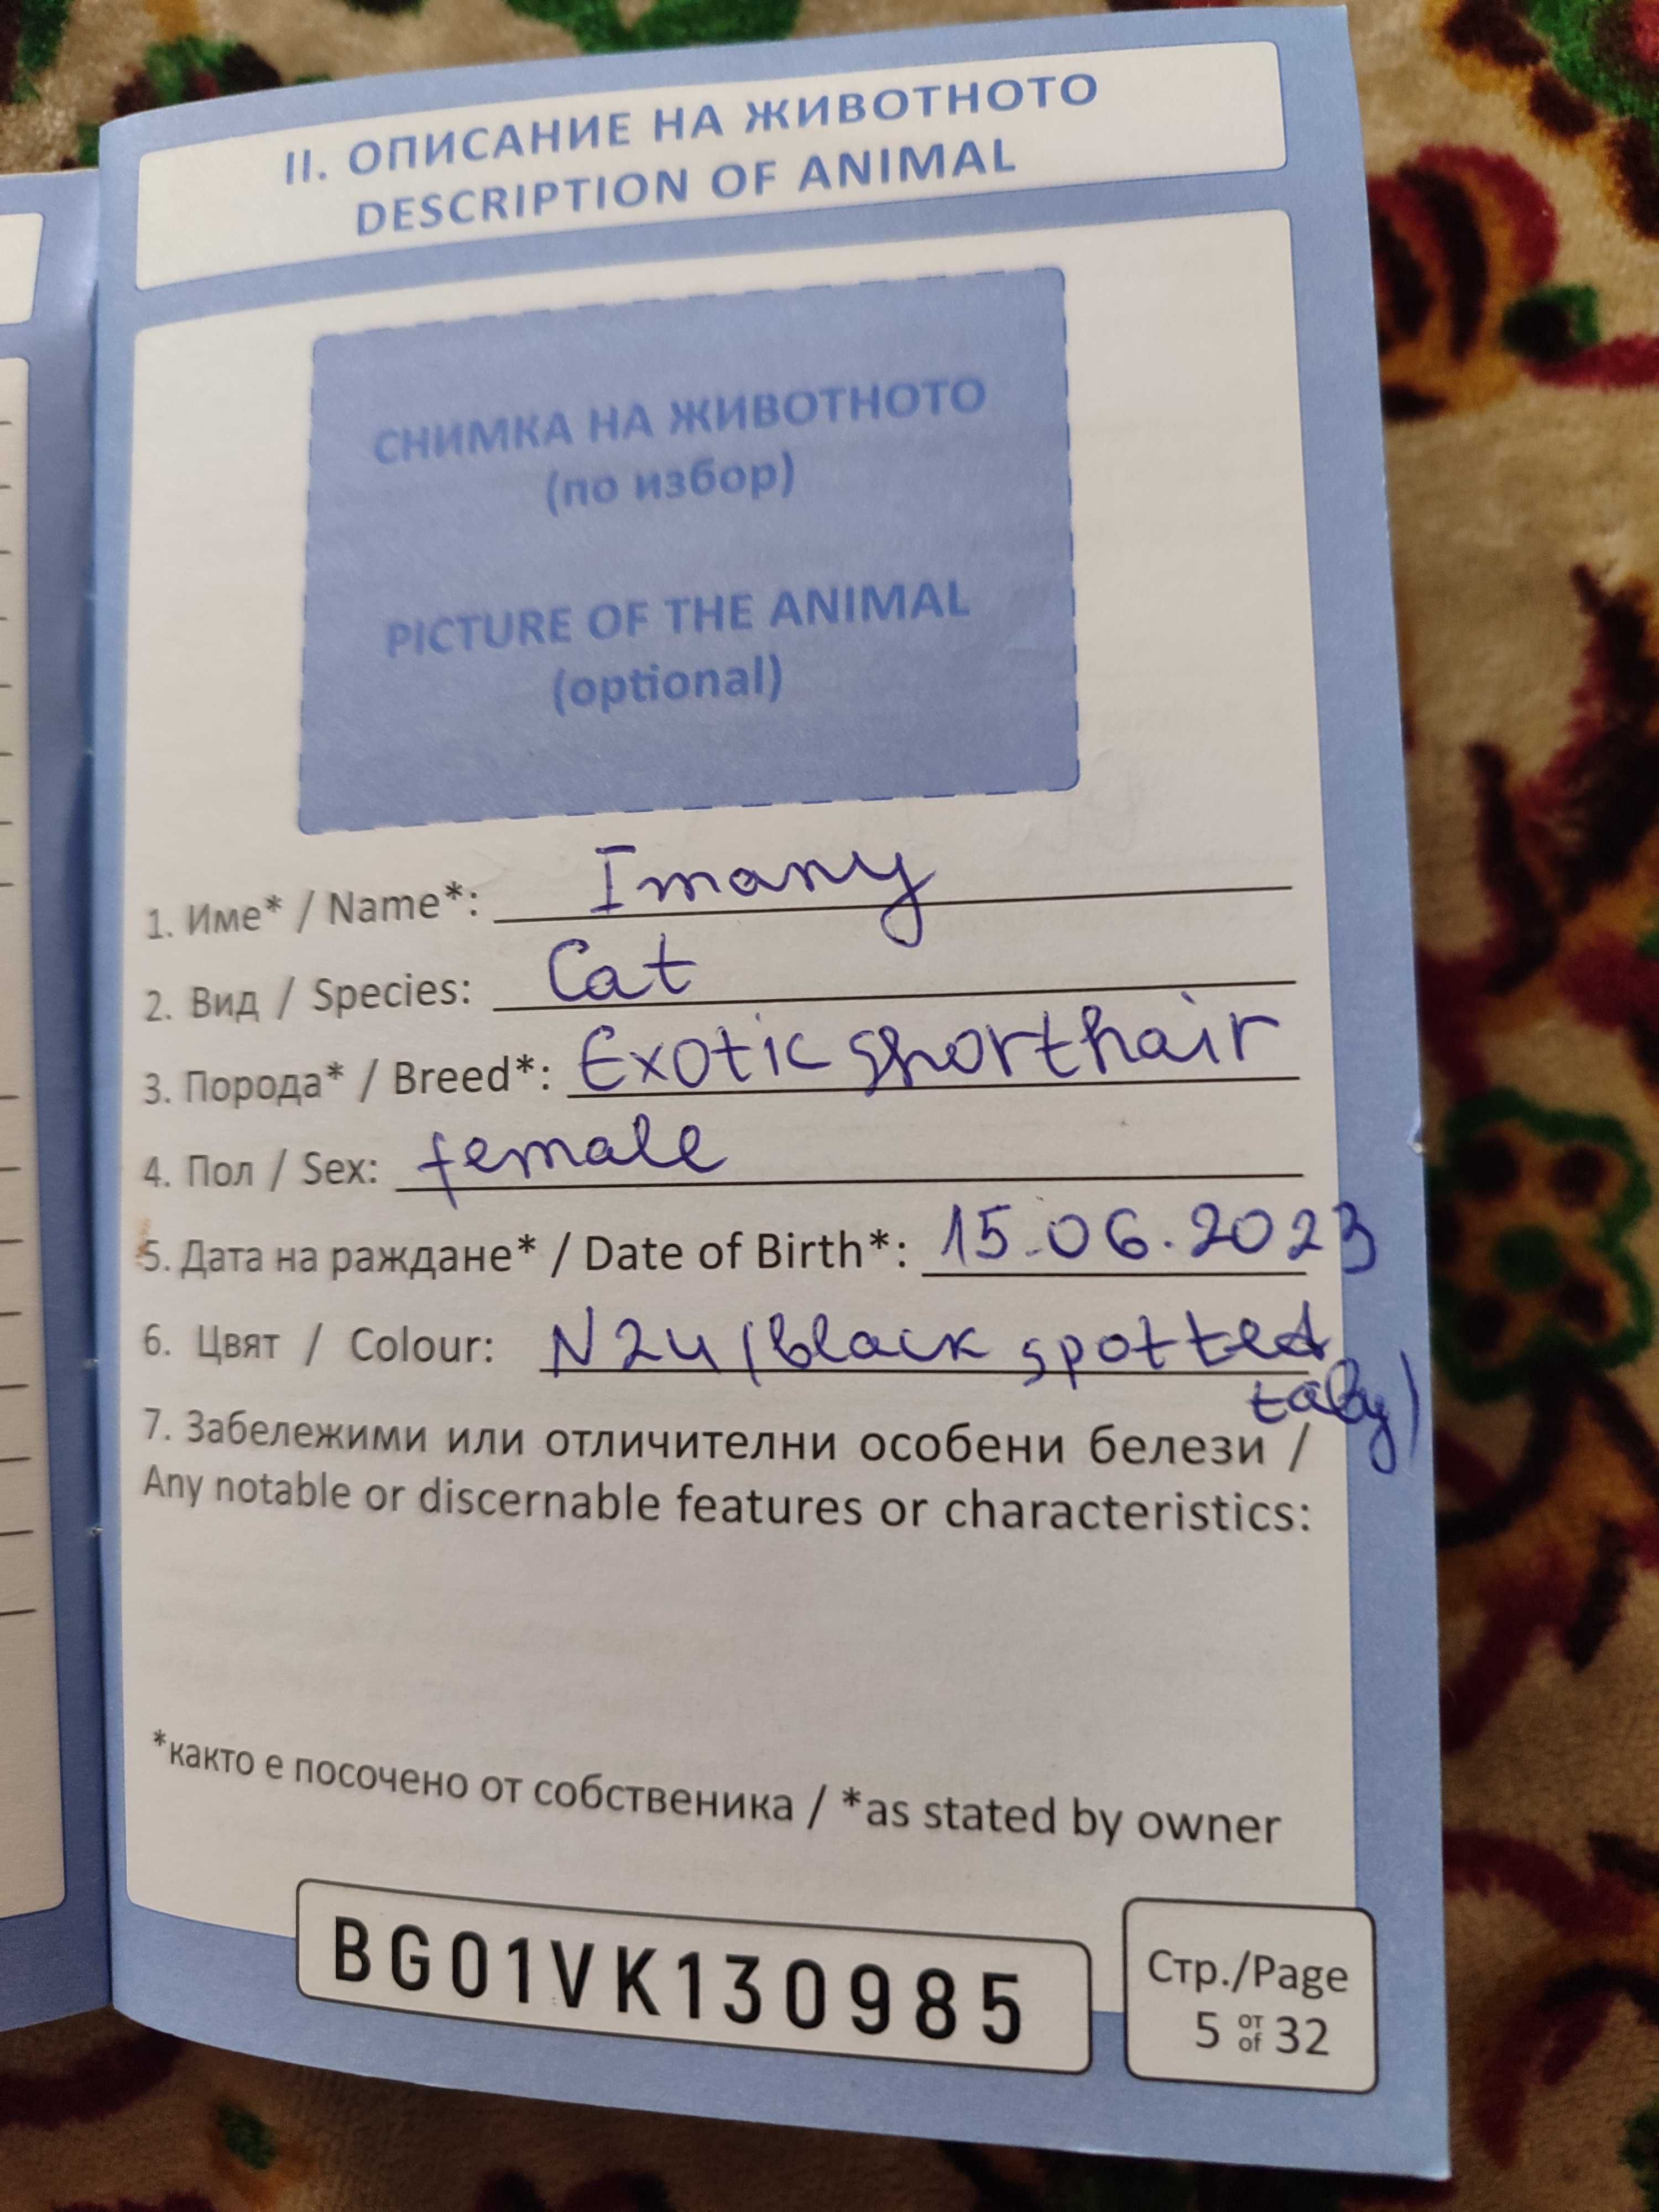 II. ОПИСАНИЕ НА ЖИВОТНОТО
DESCRIPTION OF ANIMAL
СНИМКА НА ЖИВОТНОТО
(по избор)
PICTURE OF THE ANIMAL
(optional)
1. Име* / Name*: Imany
2. Вид / Species: Cat
3. Порода* / Breed*: Exotic shorthair
4. Пол / Sex: female
5. Дата на раждане* / Date of Birth*: 15.06.2023
6. Цвят / Colour: N24 (black spotted
taby)
7. Забележими или отличителни особени белези /
Any notable or discernable features or characteristics:
*както е посочено от собственика / *as stated by owner
BG01VK130985
Стр./Page
5 от of 32